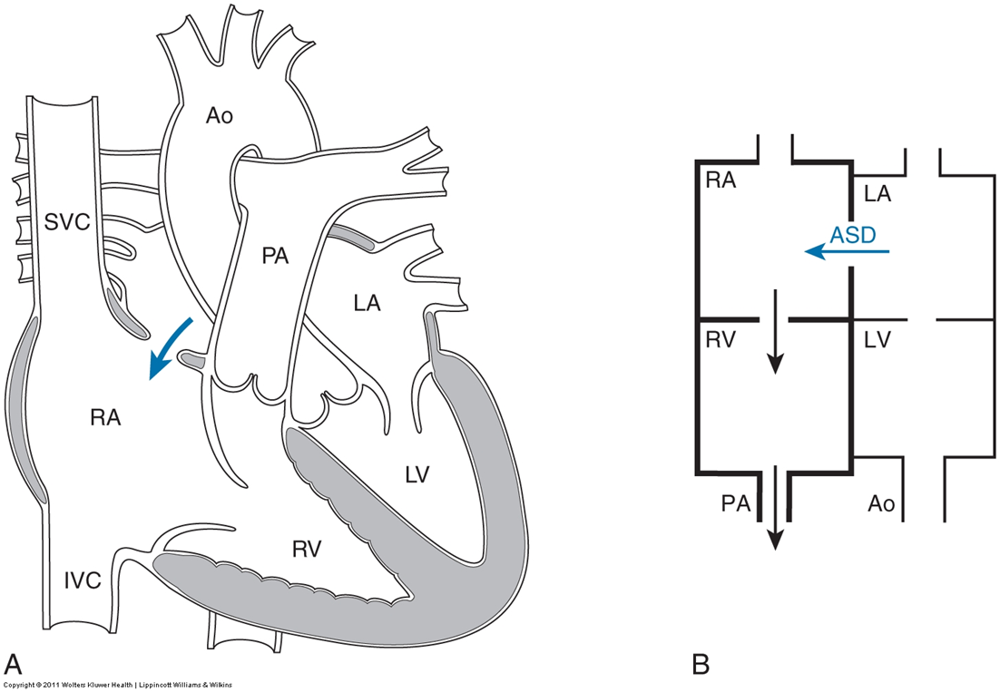 Ao
SVC
PA
LA
RA
LV
RV
IVC
A
Copyright © 2011 Wolters Kluwer Health | Lippincott Williams & Wilkins
RA
LA
ASD
RV
LV
PA
Ao
B